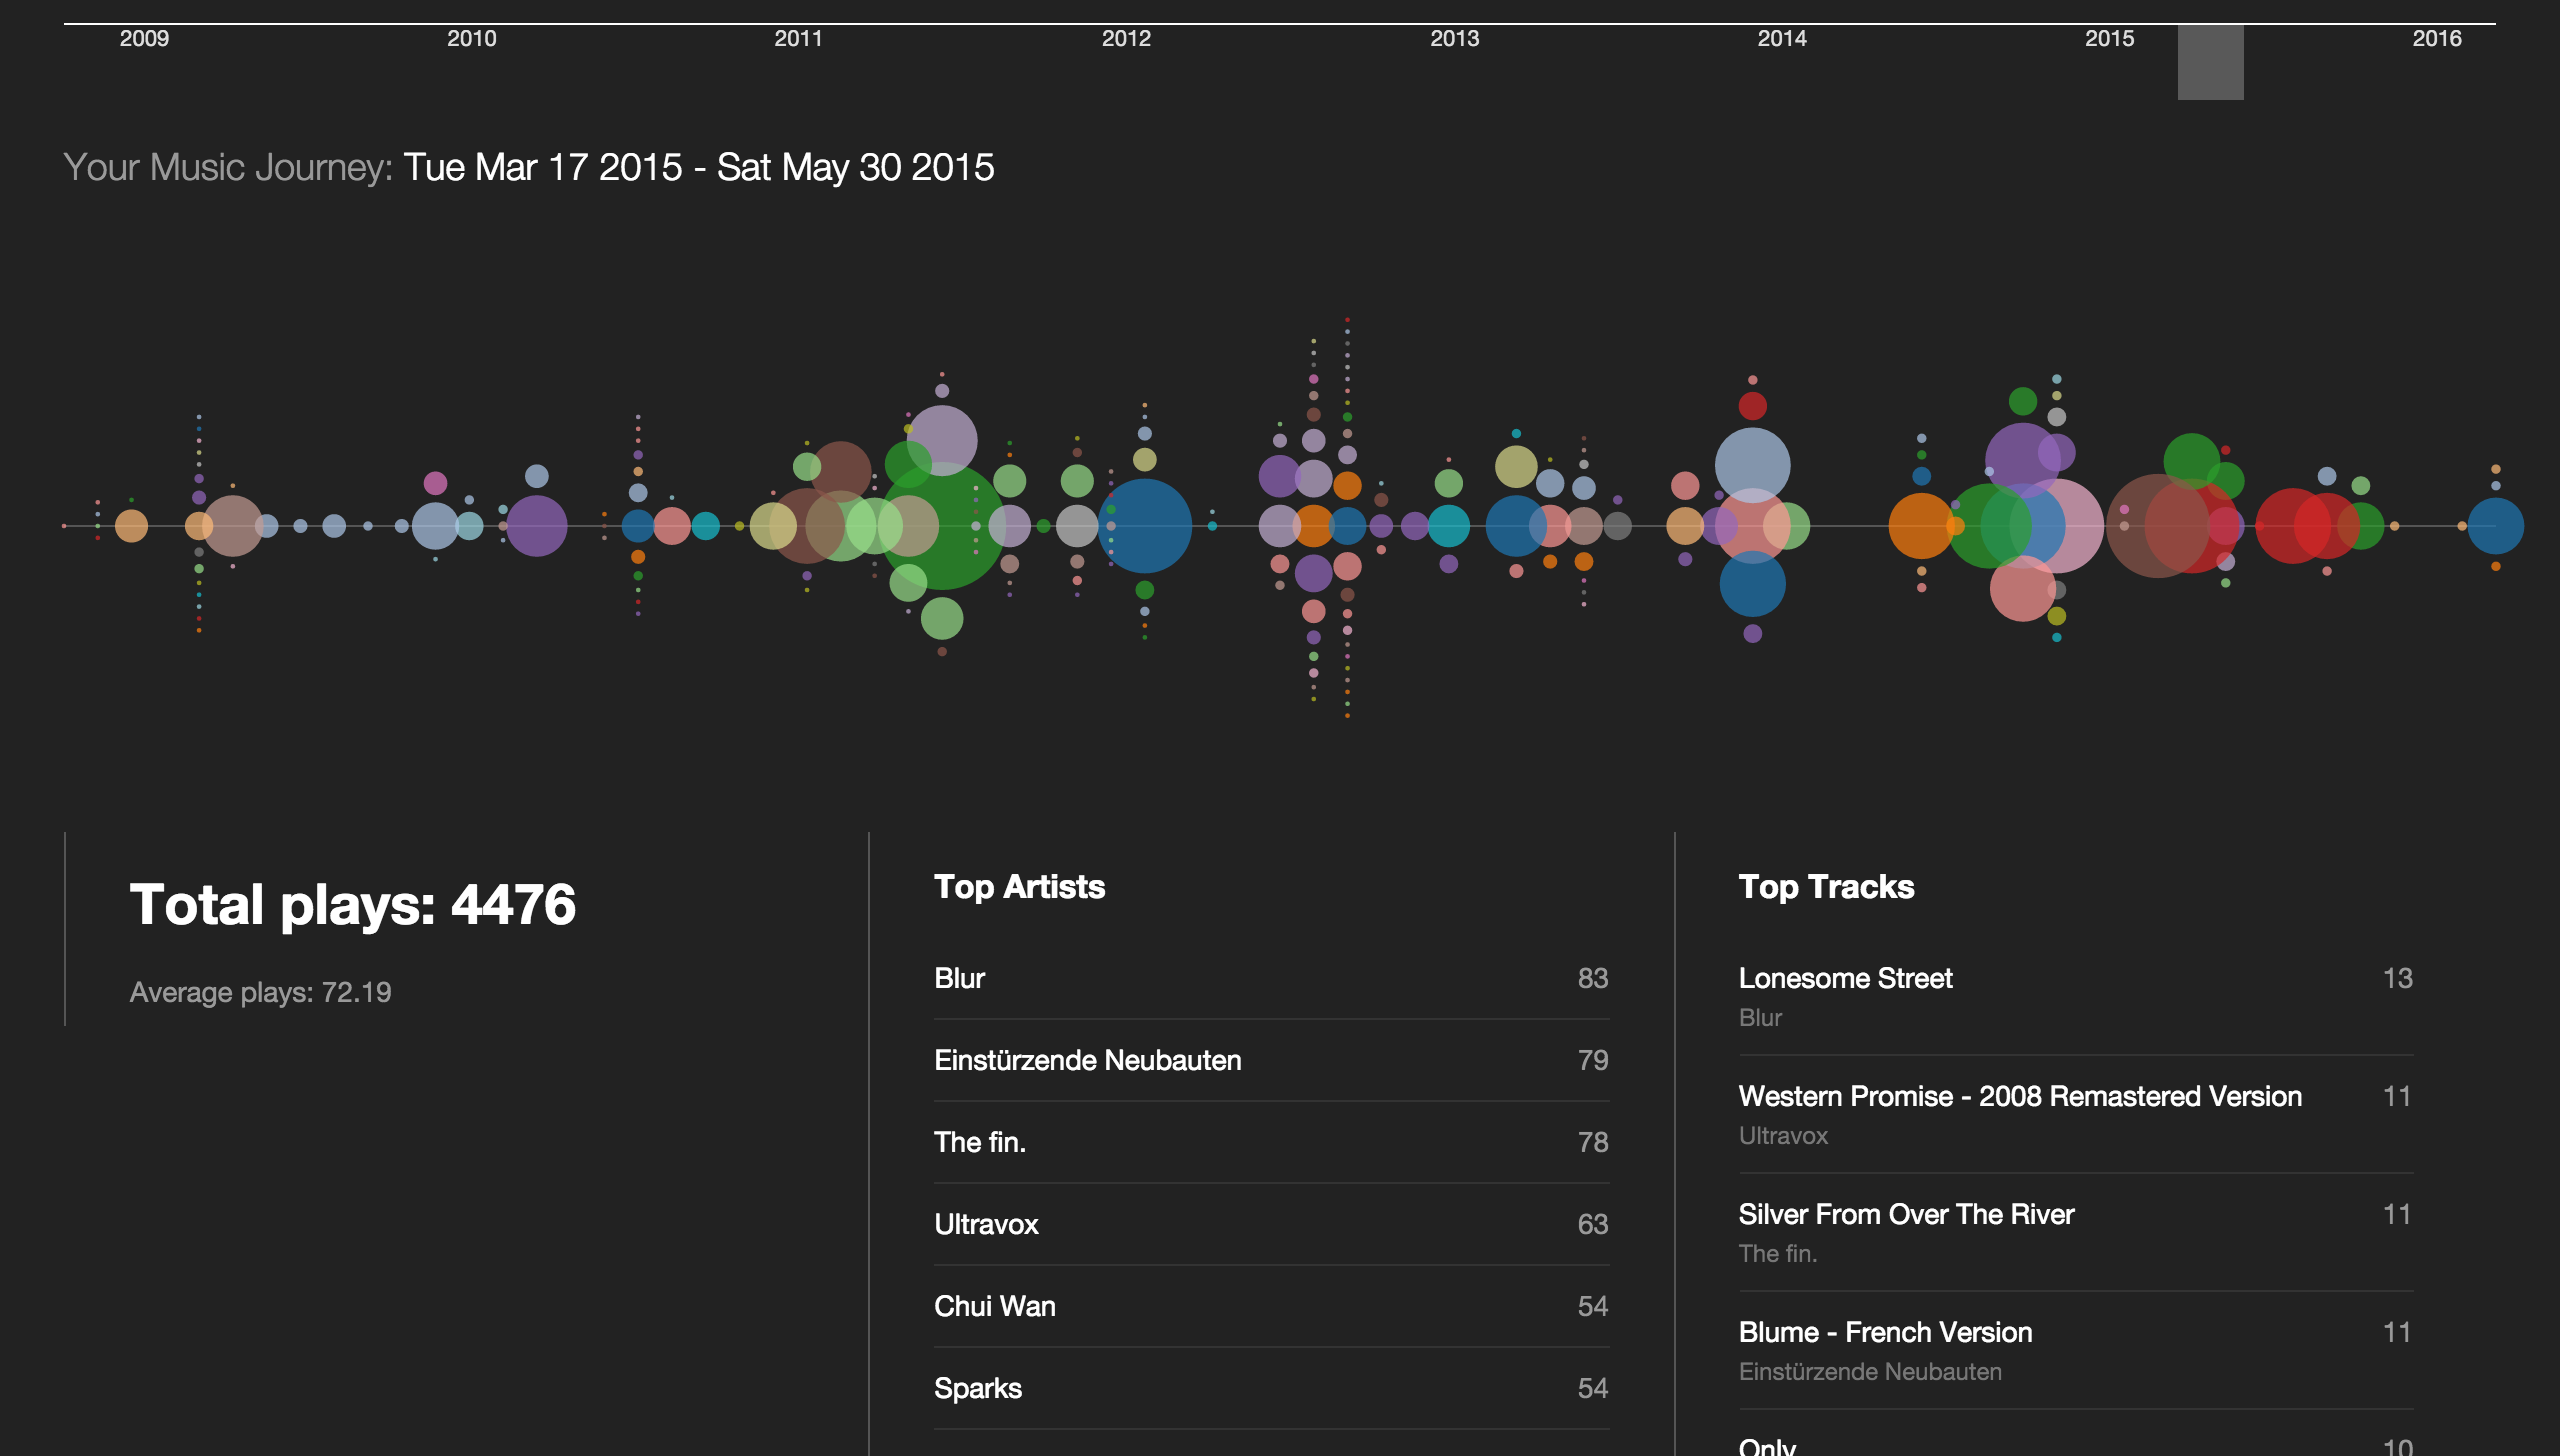 2009 2010 2011 2012 2013 2014 2015 2016
Your Music Journey: Tue Mar 17 2015 - Sat May 30 2015
Total plays: 4476
Average plays: 72.19
Top Artists
Blur 83
Einstürzende Neubauten 79
The fin. 78
Ultravox 63
Chui Wan 54
Sparks 54
Top Tracks
Lonesome Street 13
Blur
Western Promise - 2008 Remastered Version 11
Ultravox
Silver From Over The River 11
The fin.
Blume - French Version 11
Einstürzende Neubauten
Only 10